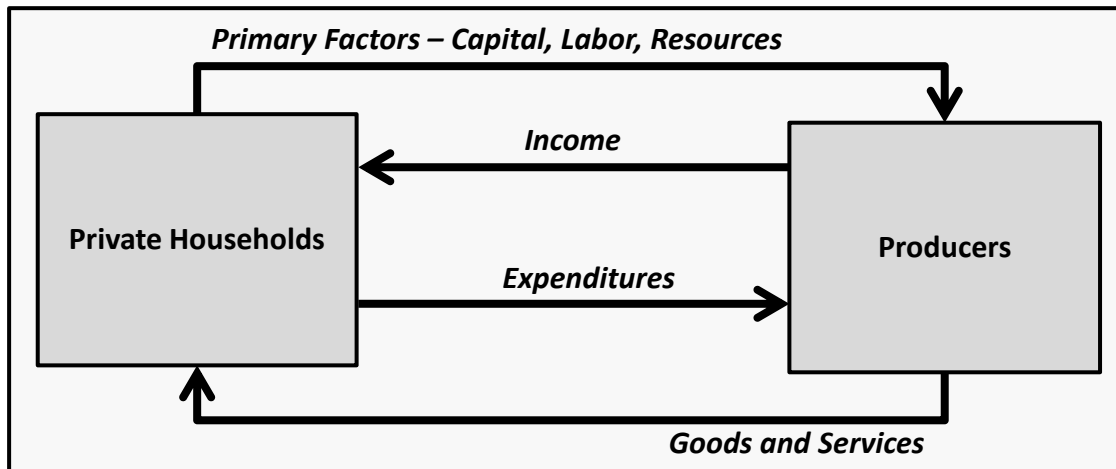 Primary Factors – Capital, Labor, Resources
Income
Private Households
Producers
Expenditures
Goods and Services